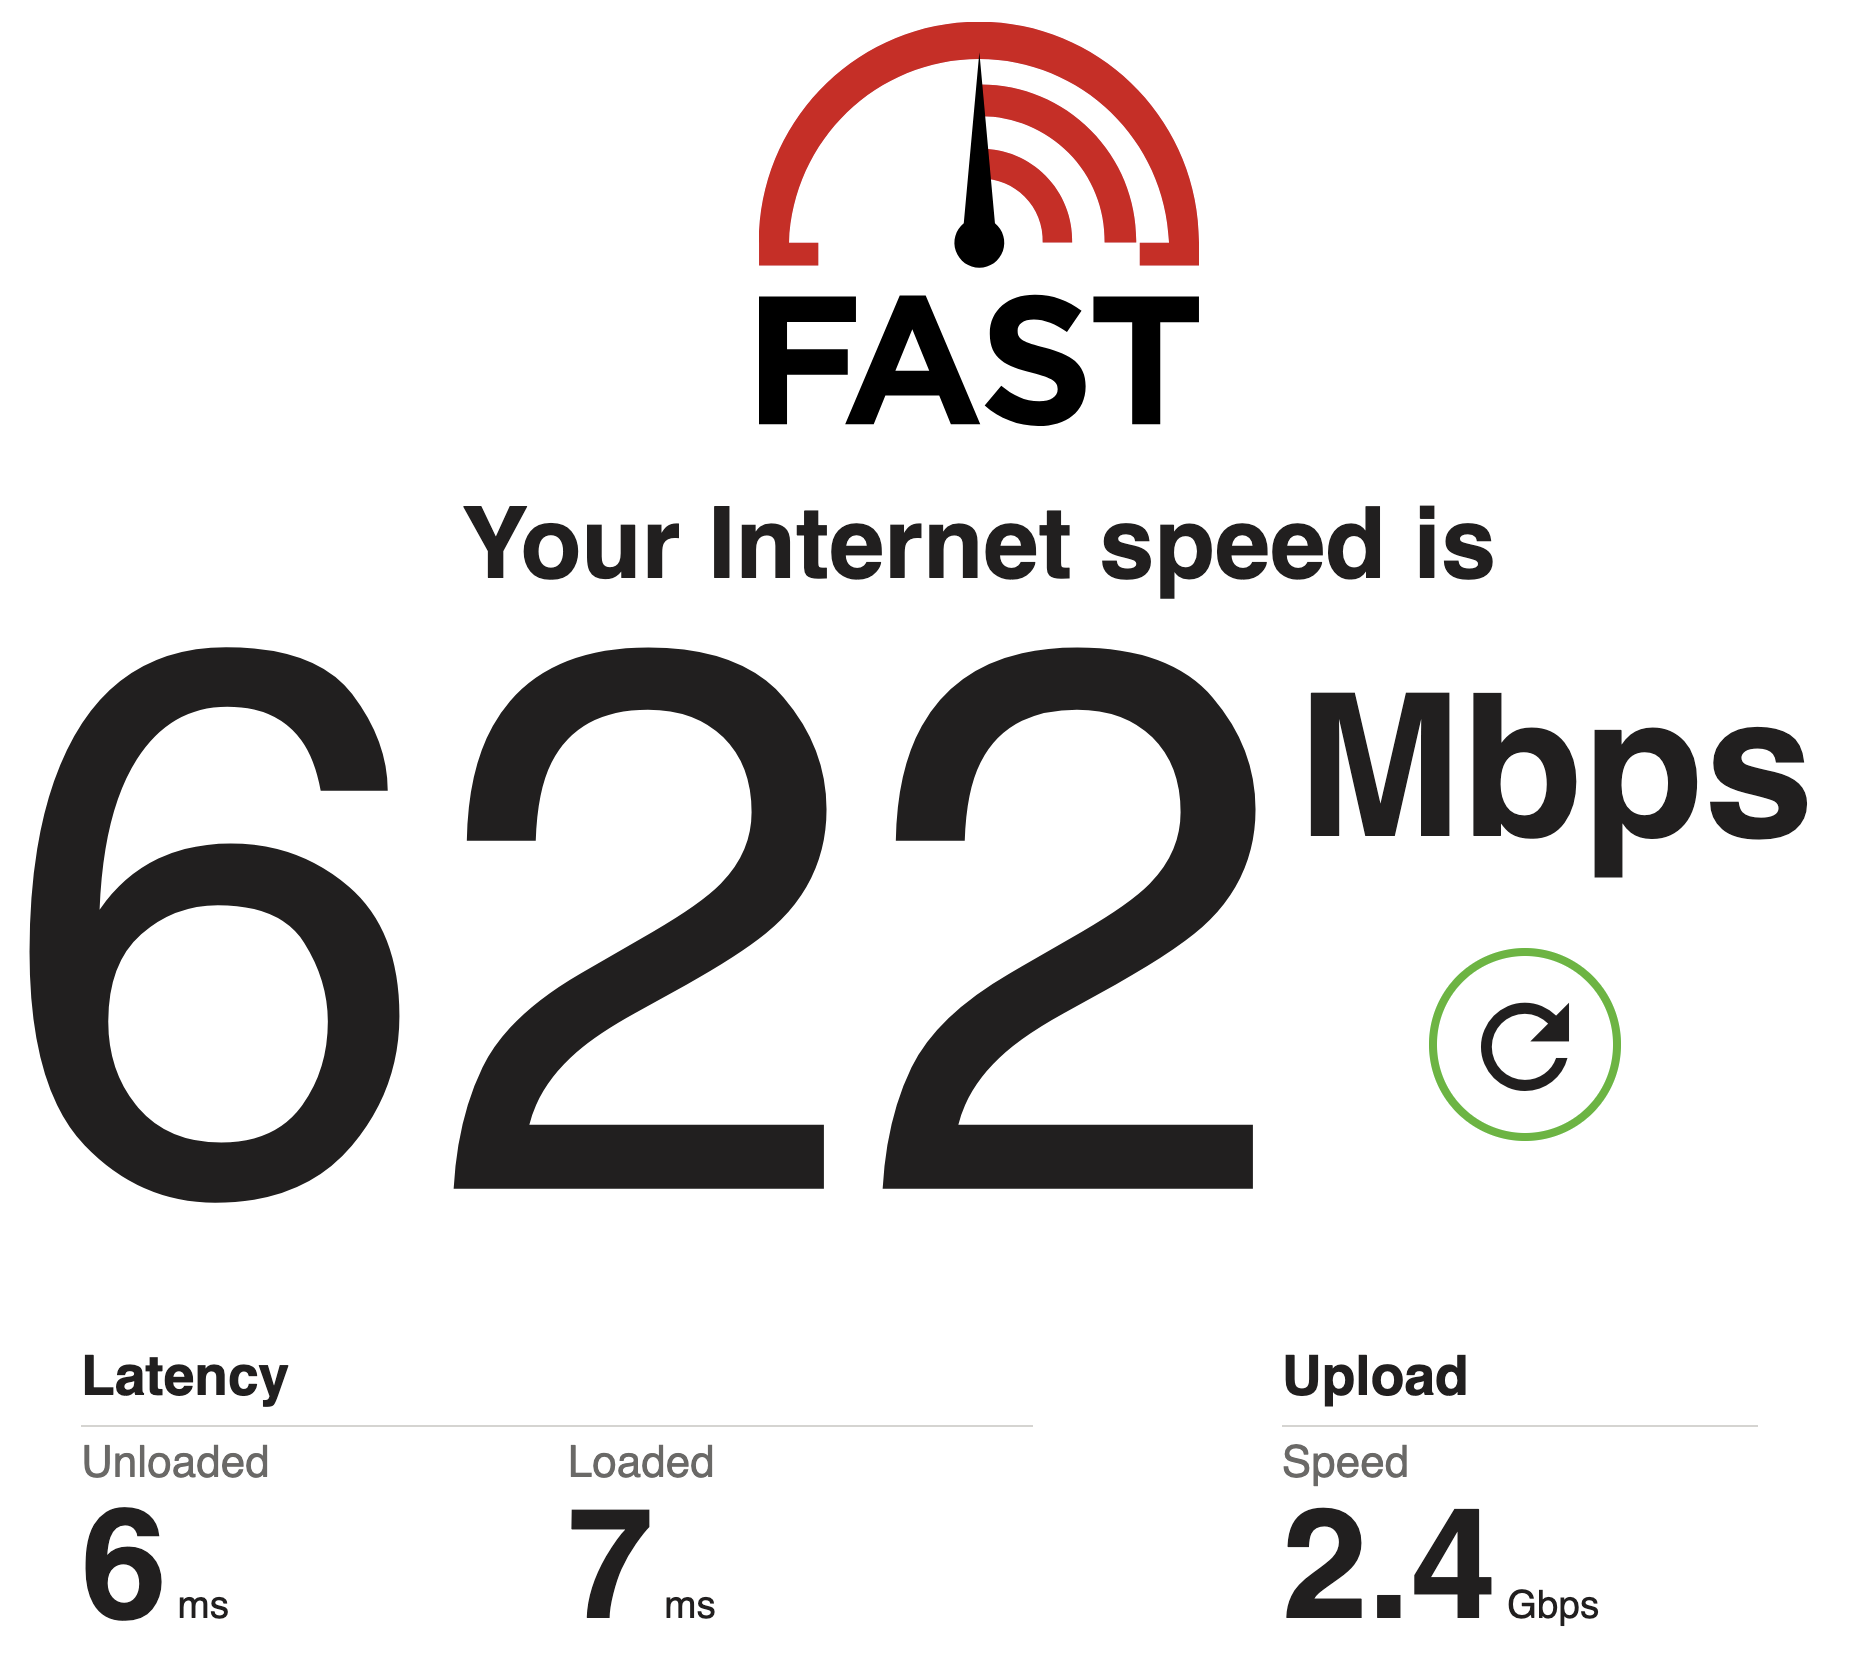 FAST
Your Internet speed is
622 Mbps
Latency
Unloaded
6 ms
Loaded
7 ms
Upload
Speed
2.4 Gbps